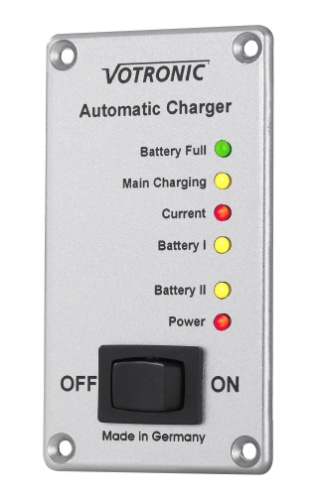 VOTRONIC
Automatic Charger
Battery Full
Main Charging
Current
Battery I
Battery II
Power
OFF ON
Made in Germany